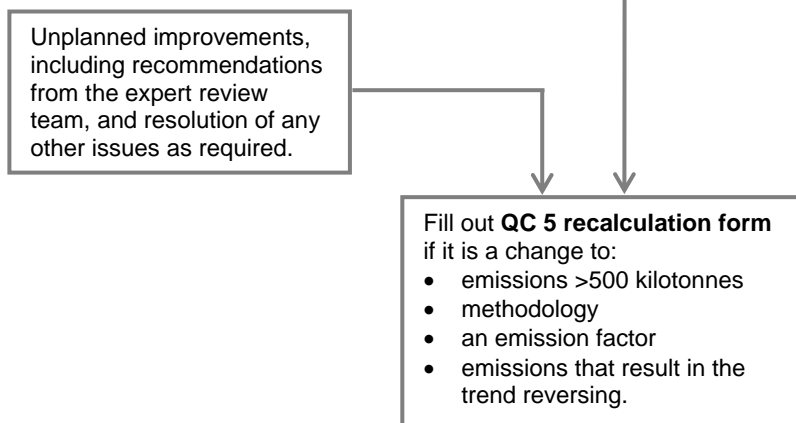 Unplanned improvements,
including recommendations
from the expert review
team, and resolution of any
other issues as required.
Fill out QC 5 recalculation form
if it is a change to:
• emissions >500 kilotonnes
• methodology
• an emission factor
• emissions that result in the
trend reversing.